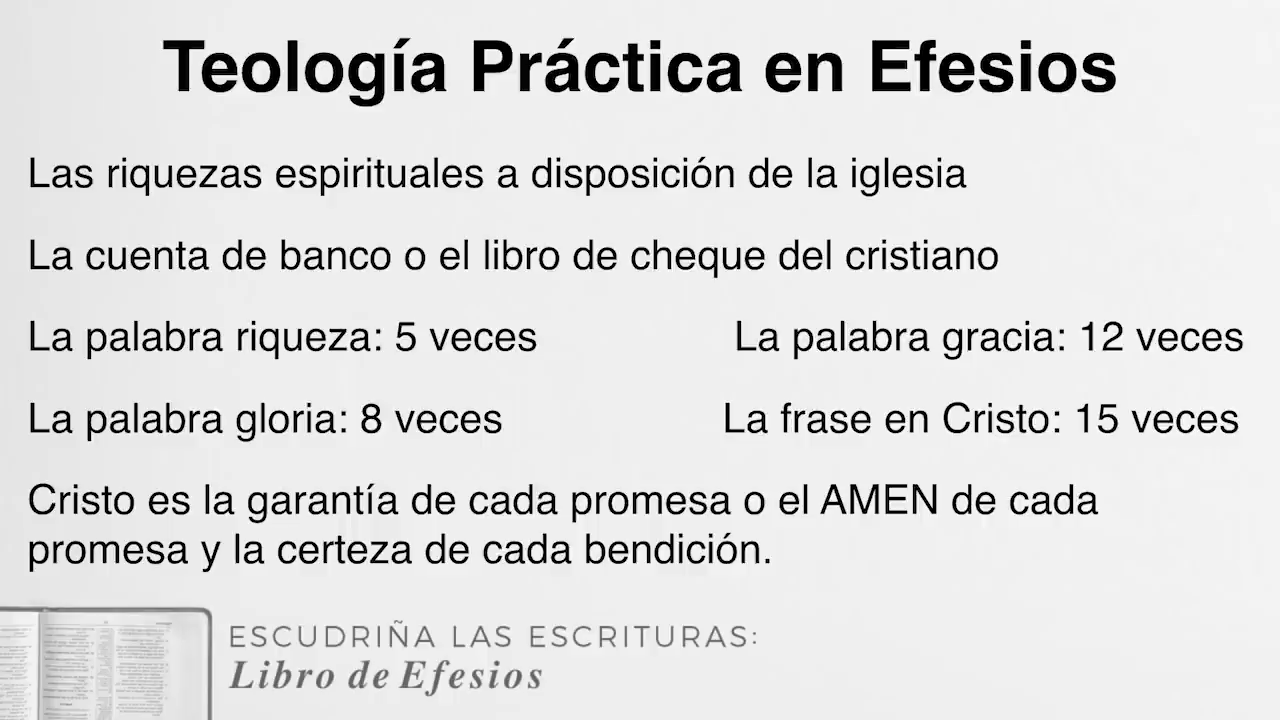 Teología Práctica en Efesios
Las riquezas espirituales a disposición de la iglesia
La cuenta de banco o el libro de cheque del cristiano
La palabra riqueza: 5 veces La palabra gracia: 12 veces
La palabra gloria: 8 veces La frase en Cristo: 15 veces
Cristo es la garantía de cada promesa o el AMEN de cada
promesa y la certeza de cada bendición.
ESCUDRIÑA LAS ESCRITURAS:
Libro de Efesios